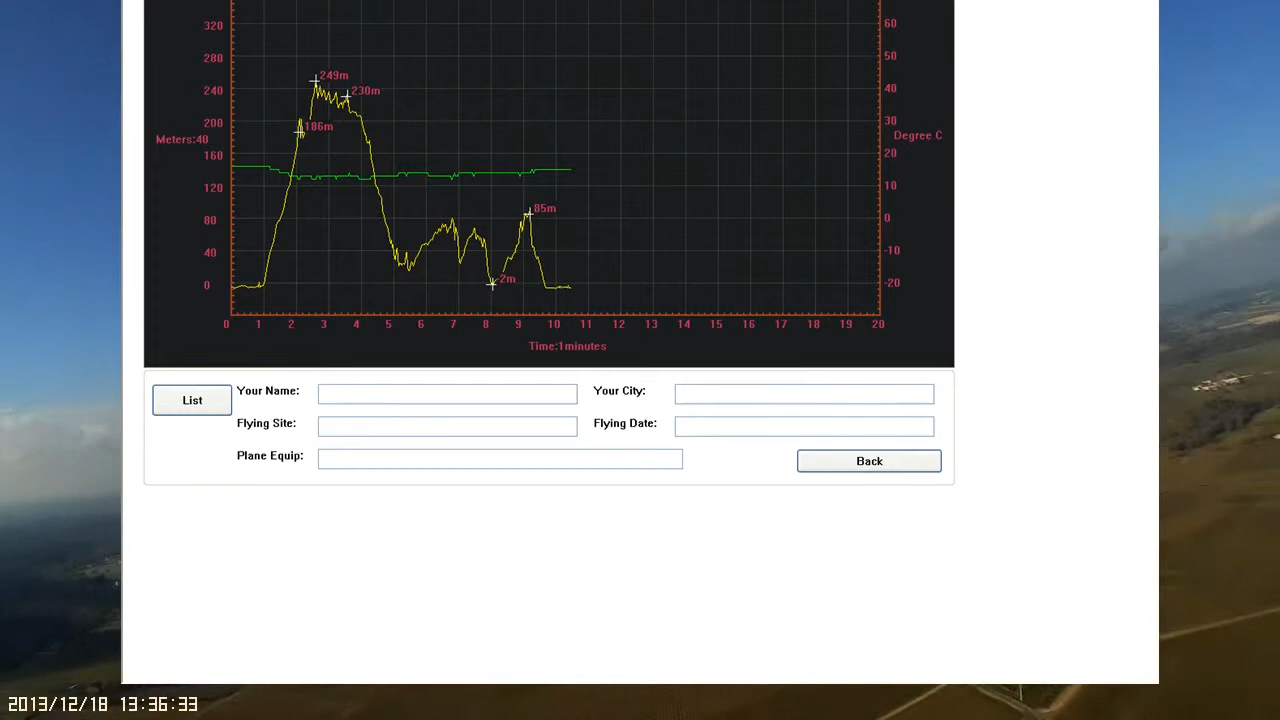 320
60
280
50
249m
240
40
230m
200
186m
30
Meters:40
Degree C
160
20
120
10
85m
80
0
40
-10
-2m
0
-20
0 1 2 3 4 5 6 7 8 9 10 11 12 13 14 15 16 17 18 19 20
Time:1minutes
List
Your Name:
Your City:
Flying Site:
Flying Date:
Plane Equip:
Back
2013/12/18 13:36:33